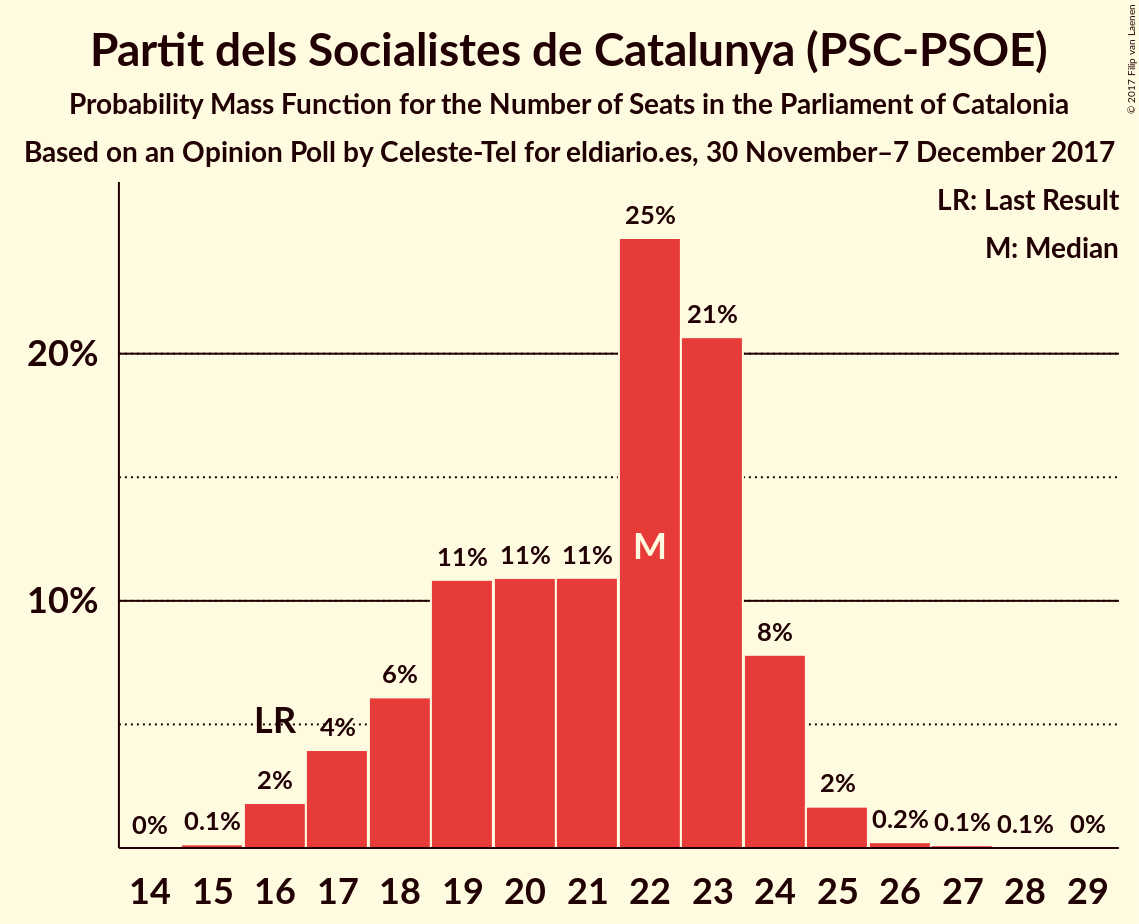 Partit dels Socialistes de Catalunya (PSC-PSOE)
Probability Mass Function for the Number of Seats in the Parliament of Catalonia
Based on an Opinion Poll by Celeste-Tel for eldiario.es, 30 November–7 December 2017
© 2017 Filip van Laenen
LR: Last Result
M: Median
25%
21%
20%
11% 11% 11%
M
10%
8%
6%
LR 4%
2% 2%
0% 0.1% 0.2% 0.1% 0.1% 0%
14 15 16 17 18 19 20 21 22 23 24 25 26 27 28 29